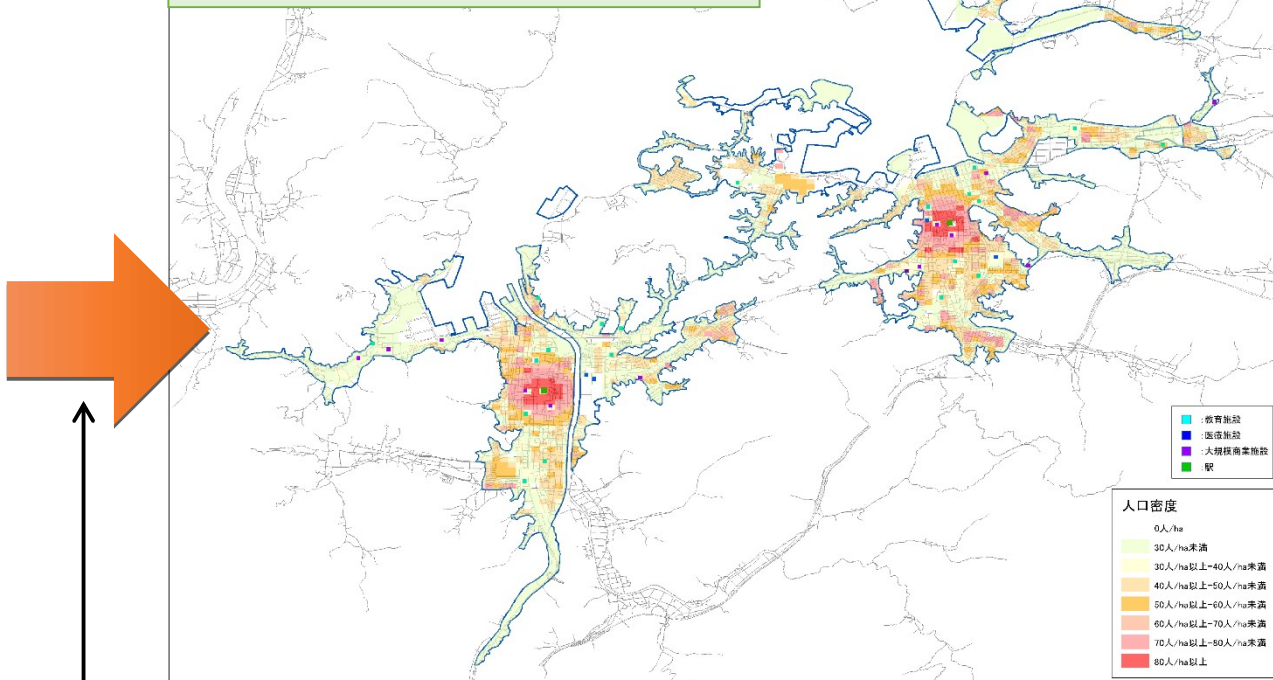 :教育施設
:医療施設
:大規模商業施設
:駅
人口密度
0人/ha
30人/ha未満
30人/ha以上-40人/ha未満
40人/ha以上-50人/ha未満
50人/ha以上-60人/ha未満
60人/ha以上-70人/ha未満
70人/ha以上-80人/ha未満
80人/ha以上